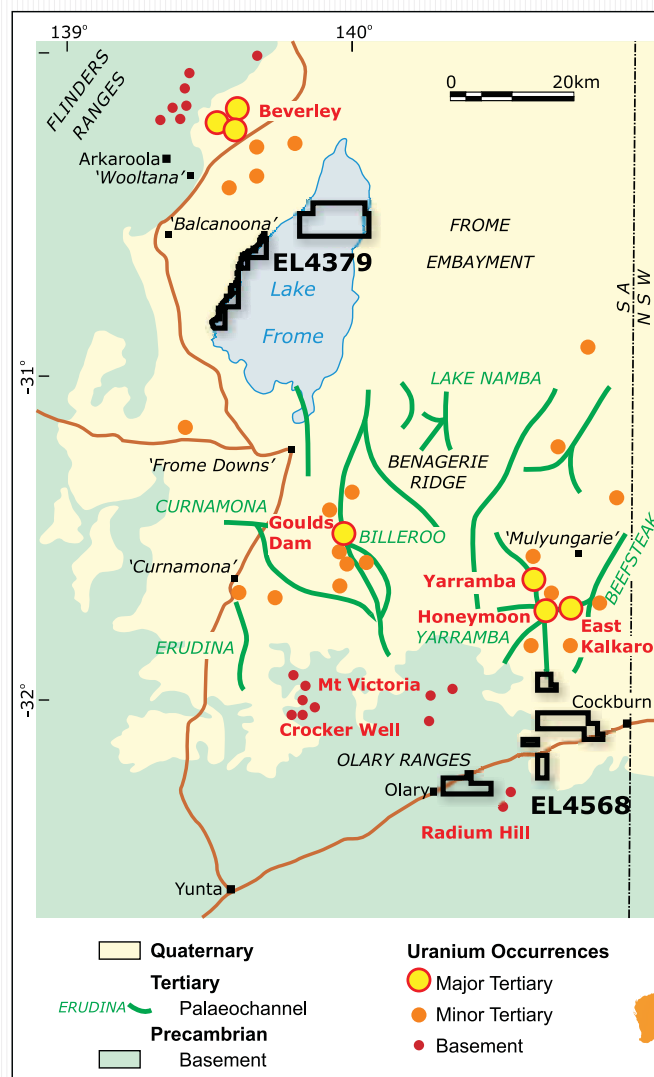 139°
140°
FLINDERS
RANGES
0
20km
Beverley
Arkaroola
'Wooltana'
'Balcanoona'
EL4379
FROME
EMBAYMENT
Lake
Frome
SA
NSW
-31°
LAKE NAMBA
'Frome Downs'
BENAGERIE
RIDGE
CURNAMONA
Goulds
Dam
BILLEROO
'Mulyungarie'
'Curnamona'
Yarramba
BEEFSTEAK
Honeymoon
YARRAMBA
East
Kalkaro
ERUDINA
-32°
Mt Victoria
Crocker Well
Cockburn
OLARY RANGES
Olary
EL4568
Radium Hill
Yunta
Quaternary
Tertiary
ERUDINA
Palaeochannel
Precambrian
Basement
Uranium Occurrences
Major Tertiary
Minor Tertiary
Basement